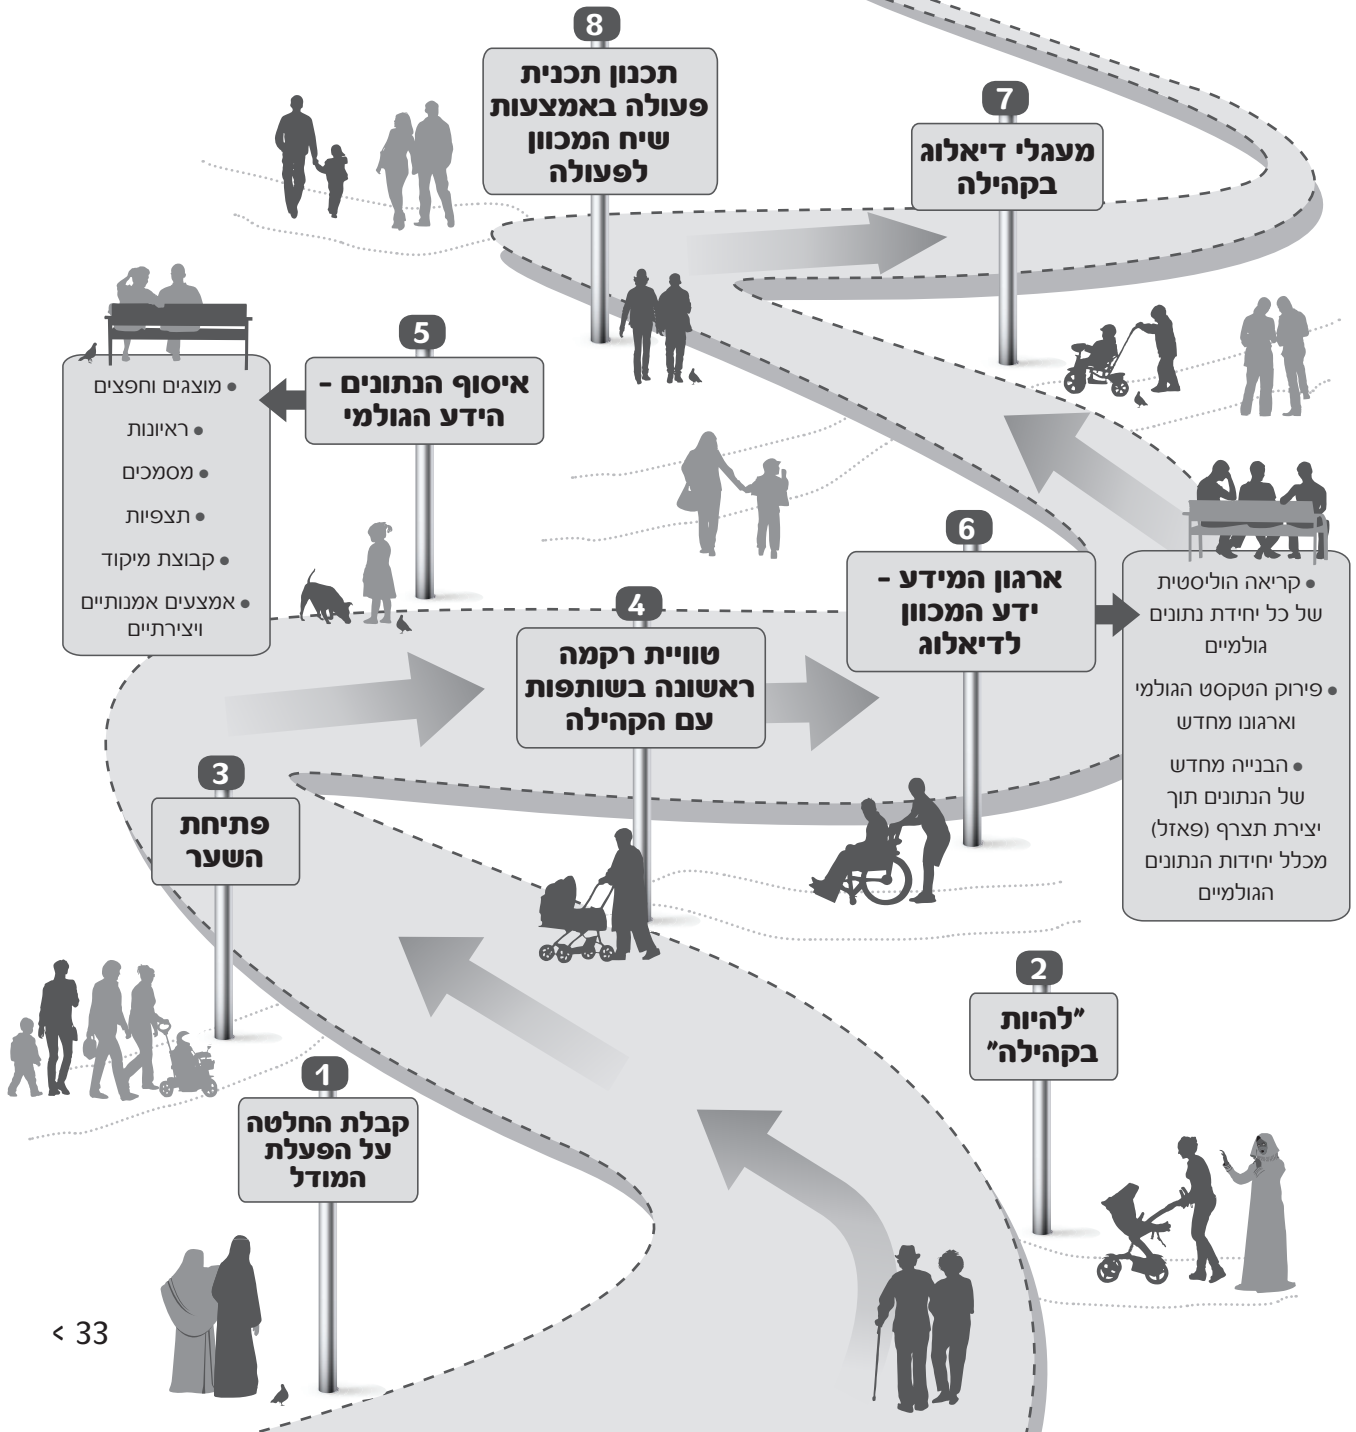 8
תכנון תכנית
פעולה באמצעות
שיח המכוון
לפעולה
7
מעגלי דיאלוג
בקהילה
5
איסוף הנתונים -
הידע הגולמי
• מוצגים וחפצים
• ראיונות
• מסמכים
• תצפיות
• קבוצת מיקוד
• אמצעים אמנותיים
ויצירתיים
6
ארגון המידע -
ידע המכוון
לדיאלוג
• קריאה הוליסטית
של כל יחידת נתונים
גולמיים
• פירוק הטקסט הגולמי
וארגונו מחדש
• הבנייה מחדש
של הנתונים תוך
יצירת תצרף (פאזל)
מכלל יחידות הנתונים
הגולמיים
4
טוויית רקמה
ראשונה בשותפות
עם הקהילה
3
פתיחת
השער
2
"להיות
בקהילה"
1
קבלת החלטה
על הפעלת
המודל
< 33